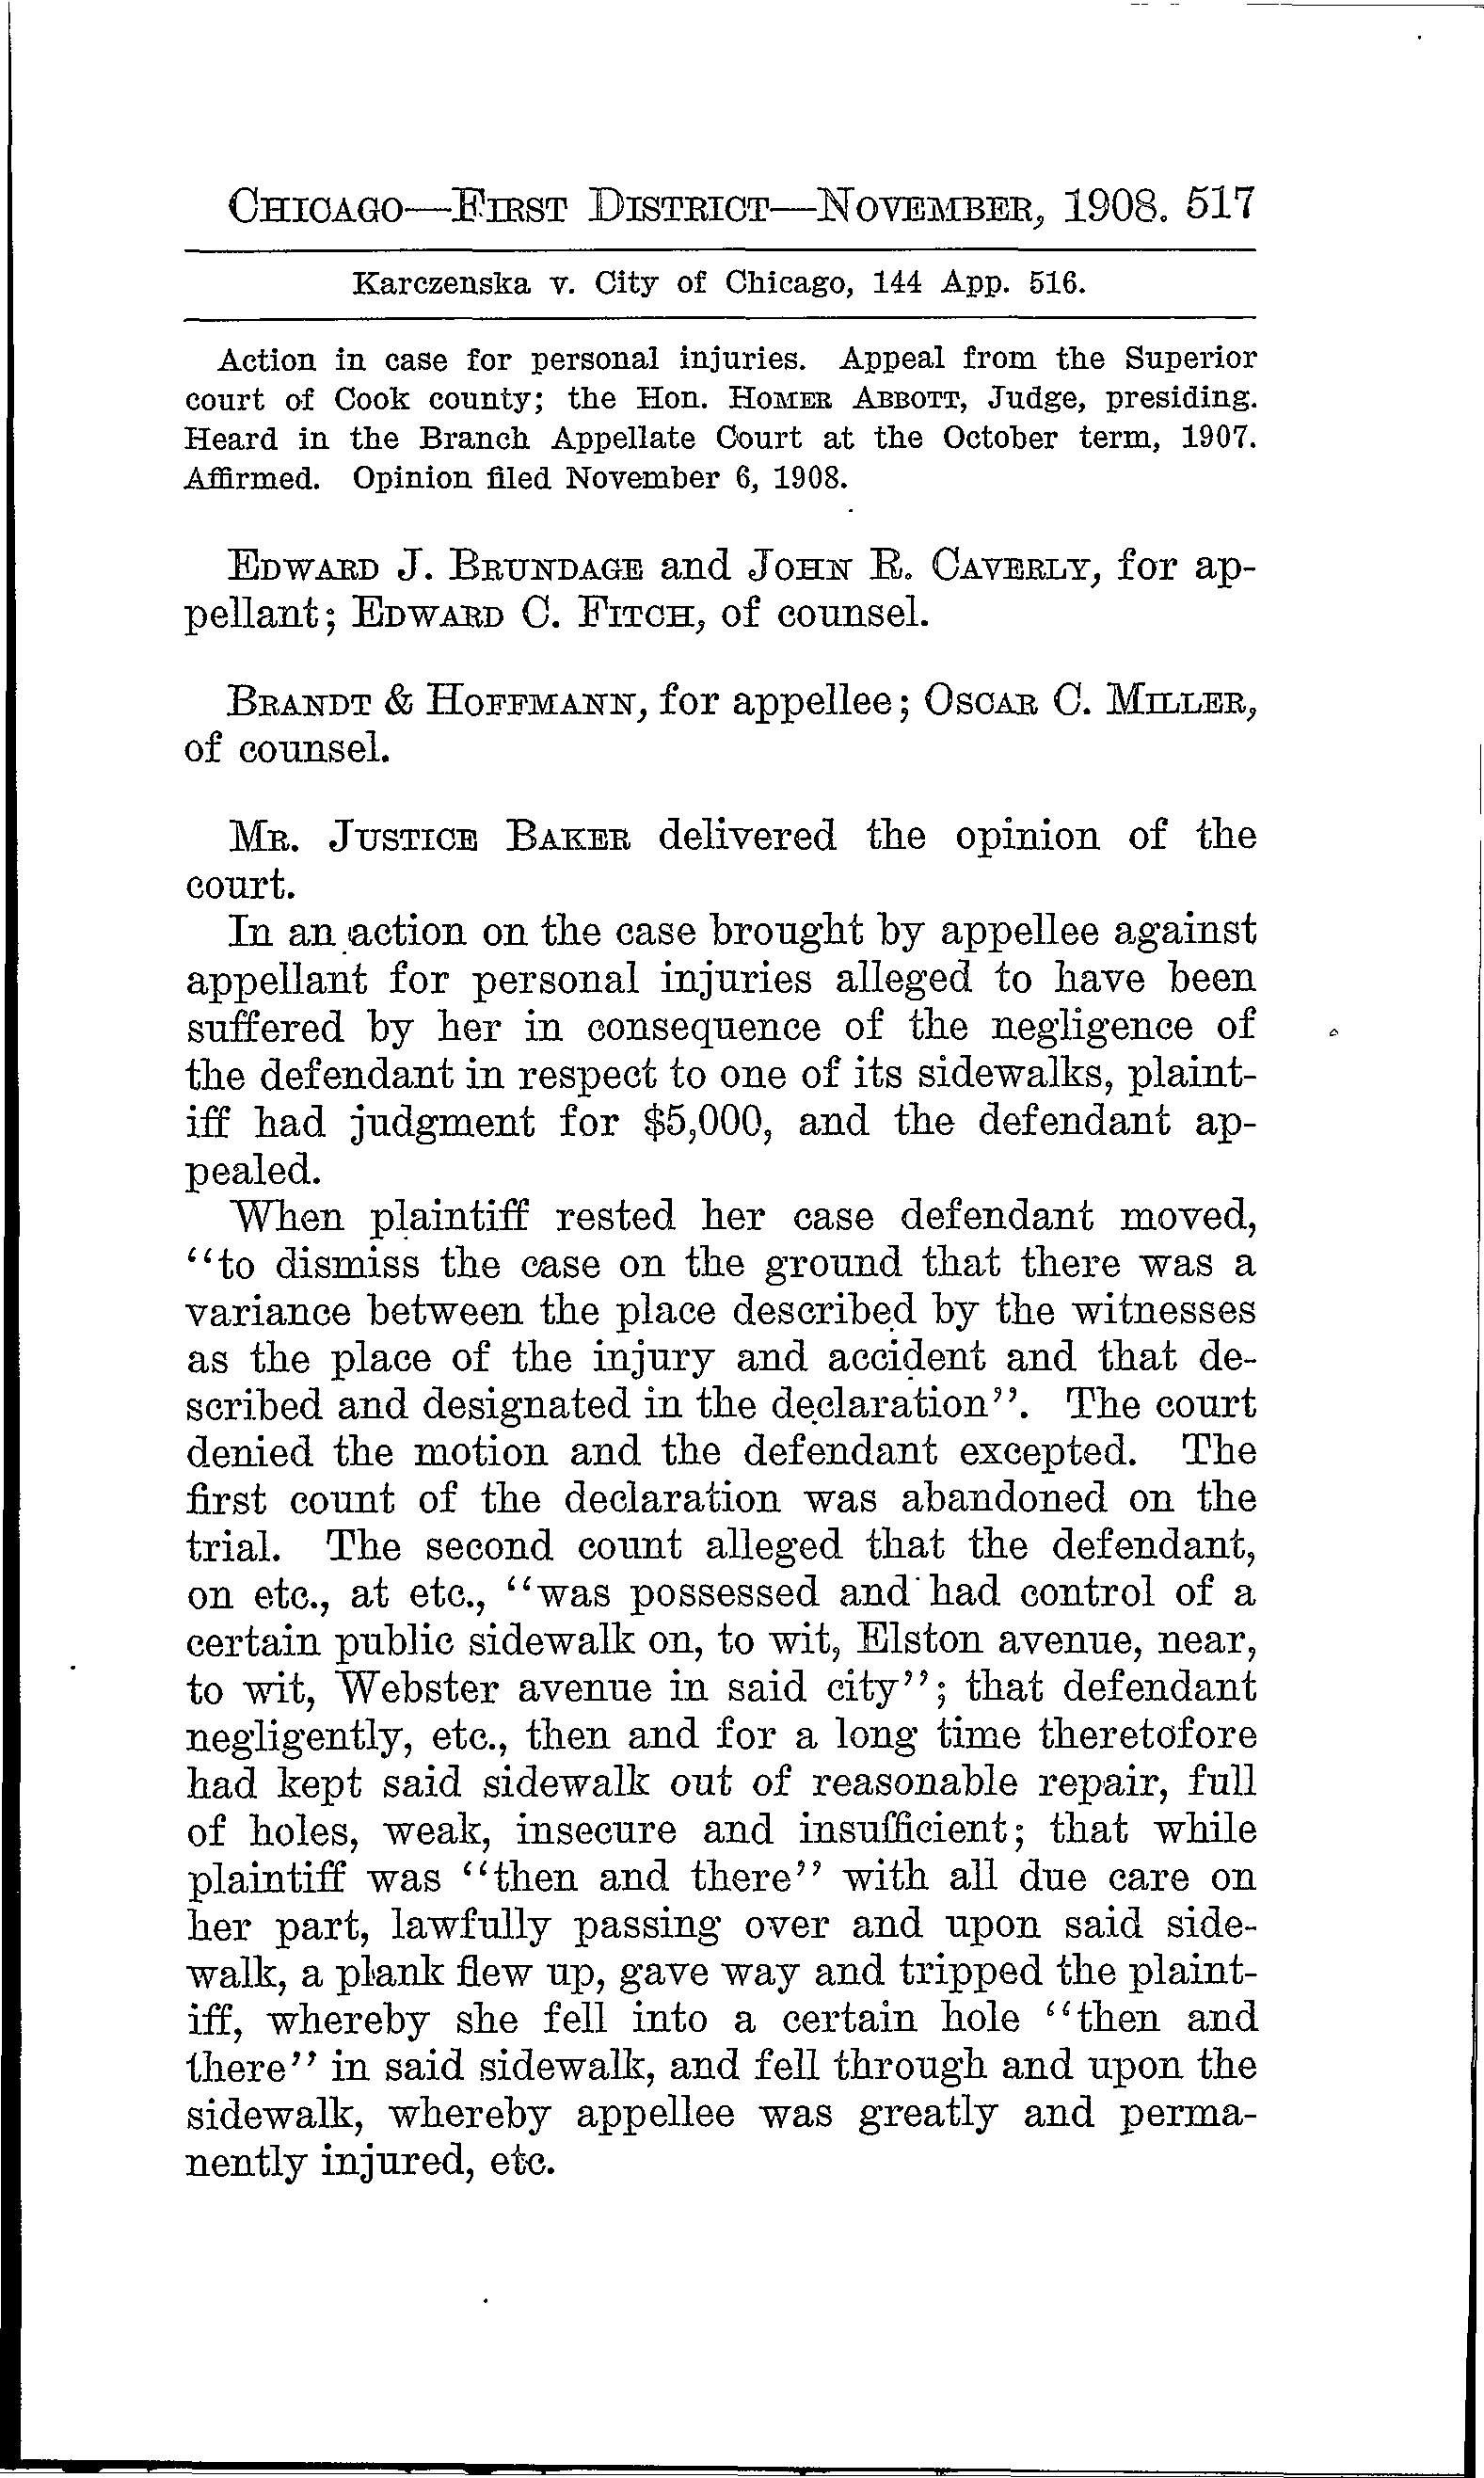 CHICAGO—FIRST DISTRICT—NOVEMBER, 1908. 517
Karczenska v. City of Chicago, 144 App. 516.
Action in case for personal injuries. Appeal from the Superior
court of Cook county; the Hon. HOMER ABBOTT, Judge, presiding.
Heard in the Branch Appellate Court at the October term, 1907.
Affirmed. Opinion filed November 6, 1908.
EDWARD J. BRUNDAGE and JOHN R. CAVERLY, for ap-
pellant; EDWARD C. FITCH, of counsel.
BRANDT & HOFFMANN, for appellee; OSCAR C. MILLER,
of counsel.
MR. JUSTICE BAKER delivered the opinion of the
court.
In an action on the case brought by appellee against
appellant for personal injuries alleged to have been
suffered by her in consequence of the negligence of
the defendant in respect to one of its sidewalks, plaint-
iff had judgment for $5,000, and the defendant ap-
pealed.
When plaintiff rested her case defendant moved,
“to dismiss the case on the ground that there was a
variance between the place described by the witnesses
as the place of the injury and accident and that de-
scribed and designated in the declaration”. The court
denied the motion and the defendant excepted. The
first count of the declaration was abandoned on the
trial. The second count alleged that the defendant,
on etc., at etc., “was possessed and had control of a
certain public sidewalk on, to wit, Elston avenue, near,
to wit, Webster avenue in said city”; that defendant
negligently, etc., then and for a long time theretofore
had kept said sidewalk out of reasonable repair, full
of holes, weak, insecure and insufficient; that while
plaintiff was “then and there” with all due care on
her part, lawfully passing over and upon said side-
walk, a plank flew up, gave way and tripped the plaint-
iff, whereby she fell into a certain hole “then and
there” in said sidewalk, and fell through and upon the
sidewalk, whereby appellee was greatly and perma-
nently injured, etc.